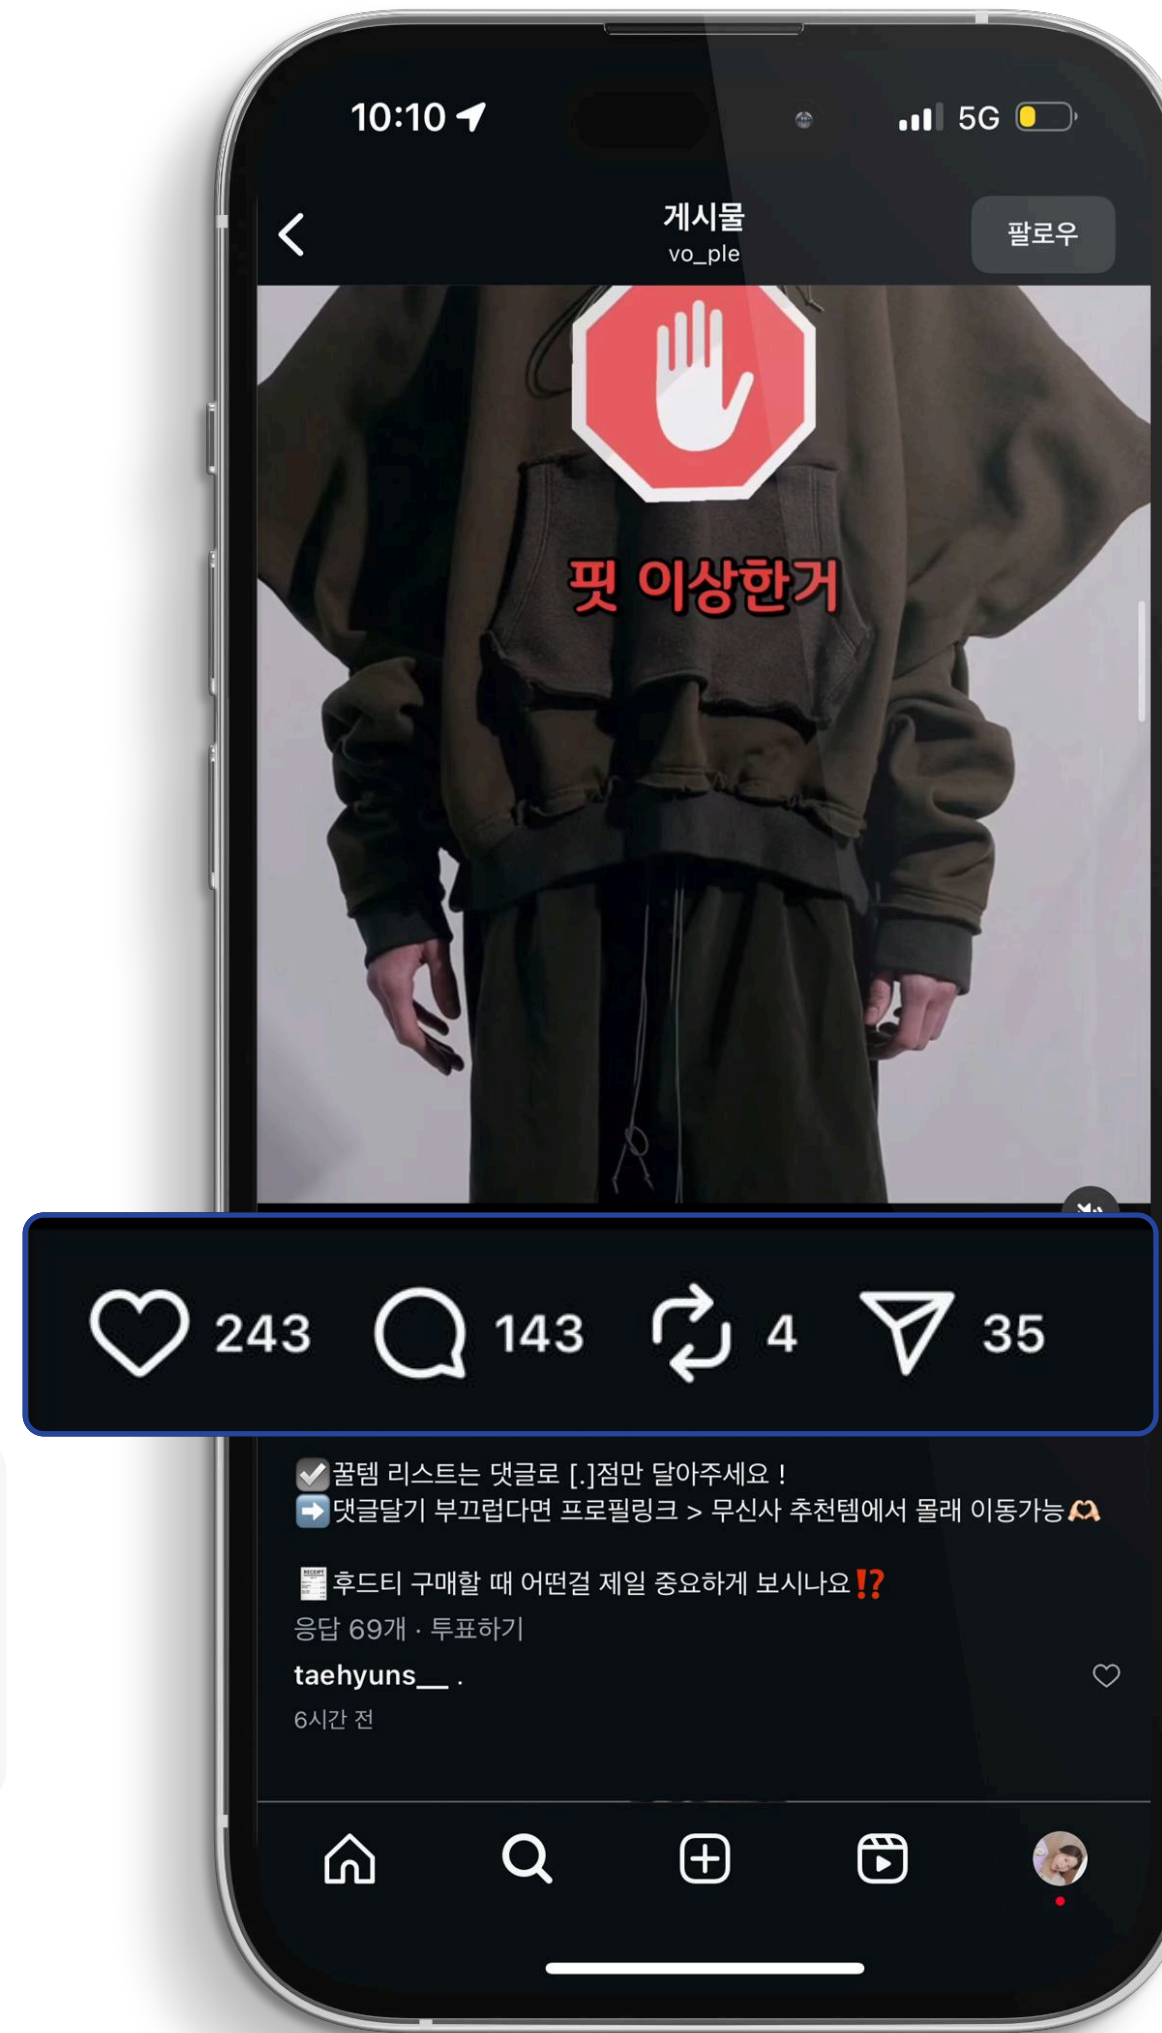 10:10
5G
게시물
vo_ple
팔로우
핏 이상한거
243 143 4 35
☑️꿀템 리스트는 댓글로 [.]점만 달아주세요 !
➡️댓글달기 부끄럽다면 프로필링크 > 무신사 추천템에서 몰래 이동가능🫶🏻
🧾후드티 구매할 때 어떤걸 제일 중요하게 보시나요⁉️
응답 69개 · 투표하기
taehyuns__ .
6시간 전